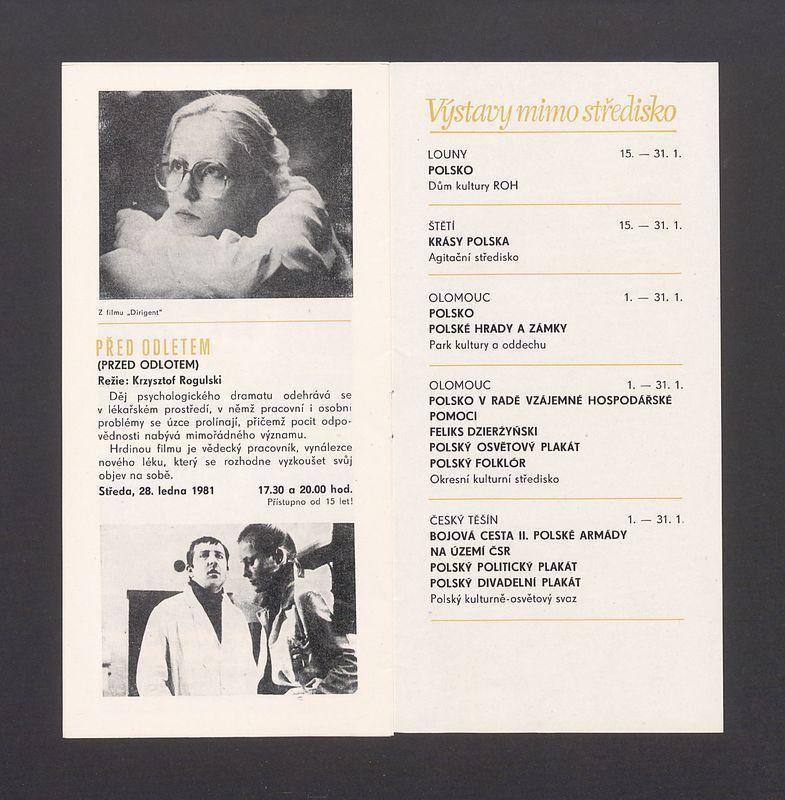 Z filmu „Dirigent"
PŘED ODLETEM
(PRZED ODLOTEM)
Režie: Krzysztof Rogulski
Děj psychologického dramatu odehrává se
v lékařském prostředí, v němž pracovní i osobní
problémy se úzce prolínají, přičemž pocit odpo-
vědnosti nabývá mimořádného významu.
Hrdinou filmu je vědecký pracovník, vynálezce
nového léku, který se rozhodne vyzkoušet svůj
objev na sobě.
Středa, 28. ledna 1981 17.30 a 20.00 hod.
Přístupno od 15 let!
Výstavy mimo středisko
LOUNY 15. — 31. 1.
POLSKO
Dům kultury ROH
ŠTĚTÍ 15. — 31. 1.
KRÁSY POLSKA
Agitační středisko
OLOMOUC 1. — 31. 1.
POLSKO
POLSKÉ HRADY A ZÁMKY
Park kultury a oddechu
OLOMOUC 1. — 31. 1.
POLSKO V RADĚ VZÁJEMNÉ HOSPODÁŘSKÉ
POMOCI
FELIKS DZIERŻYŃSKI
POLSKÝ OSVĚTOVÝ PLAKÁT
POLSKÝ FOLKLÓR
Okresní kulturní středisko
ČESKÝ TĚŠÍN 1. — 31. 1.
BOJOVÁ CESTA II. POLSKÉ ARMÁDY
NA ÚZEMÍ ČSR
POLSKÝ POLITICKÝ PLAKÁT
POLSKÝ DIVADELNÍ PLAKÁT
Polský kulturně-osvětový svaz